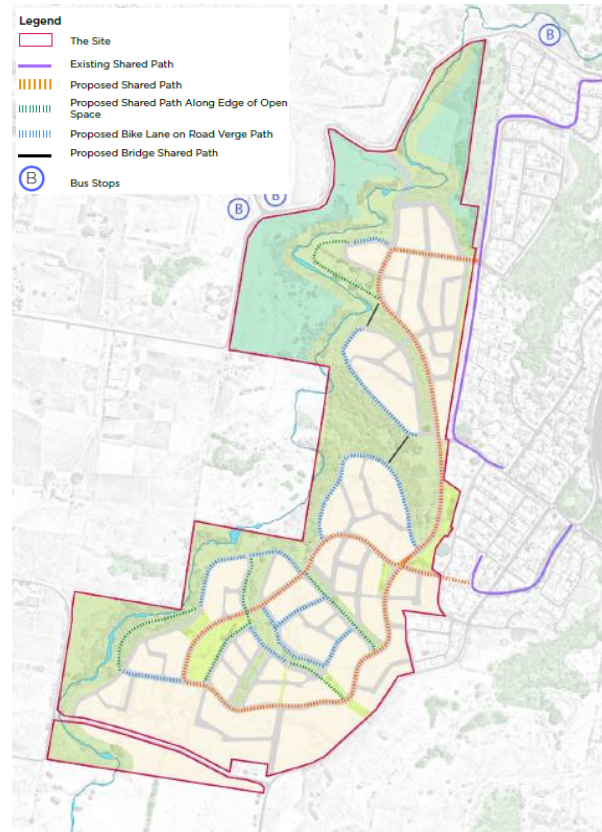 Legend
The Site
Existing Shared Path
Proposed Shared Path
Proposed Shared Path Along Edge of Open
Space
Proposed Bike Lane on Road Verge Path
Proposed Bridge Shared Path
B
Bus Stops
B
B
B